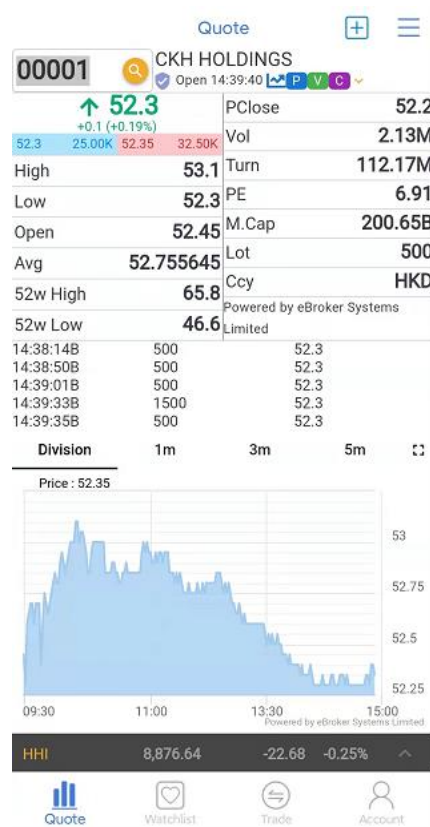 Quote
00001
CKH HOLDINGS
Open 14:39:40 P V C
52.3
+0.1 (+0.19%)
52.3 25.00K 52.35 32.50K
High 53.1
Low 52.3
Open 52.45
Avg 52.755645
52w High 65.8
52w Low 46.6
PClose 52.2
Vol 2.13M
Turn 112.17M
PE 6.91
M.Cap 200.65B
Lot 500
Ccy HKD
Powered by eBroker Systems
Limited
14:38:14B 500 52.3
14:38:50B 500 52.3
14:39:01B 500 52.3
14:39:33B 1500 52.3
14:39:35B 500 52.3
Division 1m 3m 5m
Price : 52.35
53
52.75
52.5
52.25
09:30 11:00 13:30 15:00
Powered by eBroker Systems Limited
HHI 8,876.64 -22.68 -0.25%
Quote Watchlist Trade Account